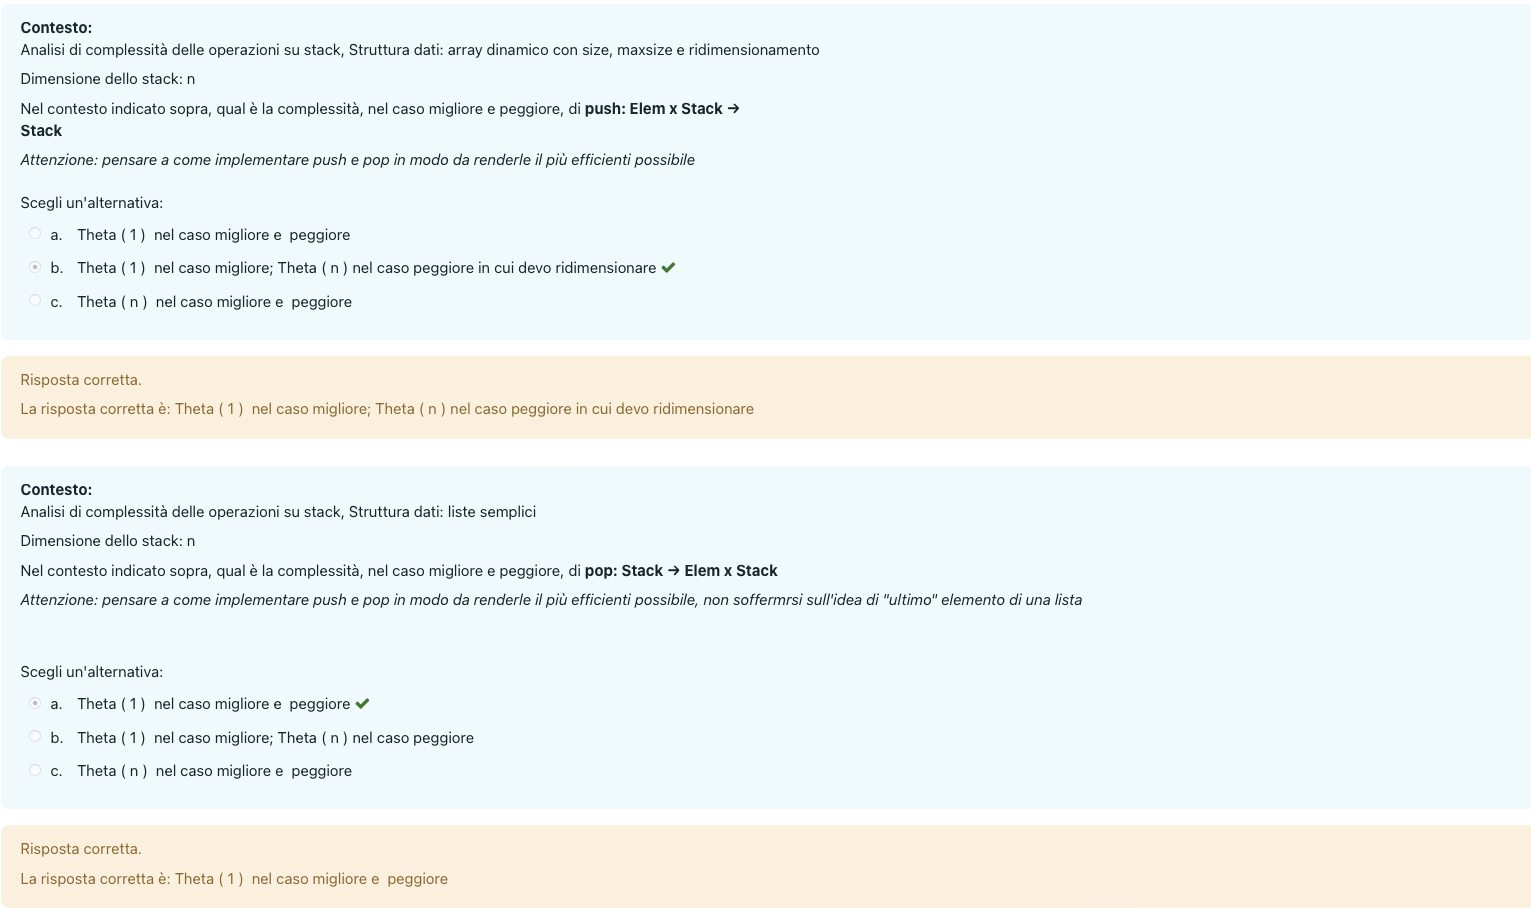 Contesto:
Analisi di complessità delle operazioni su stack, Struttura dati: array dinamico con size, maxsize e ridimensionamento
Dimensione dello stack: n
Nel contesto indicato sopra, qual è la complessità, nel caso migliore e peggiore, di push: Elem x Stack →
Stack
Attenzione: pensare a come implementare push e pop in modo da renderle il più efficienti possibile
Scegli un'alternativa:
a. Theta ( 1 ) nel caso migliore e peggiore
b. Theta ( 1 ) nel caso migliore; Theta ( n ) nel caso peggiore in cui devo ridimensionare ✔
c. Theta ( n ) nel caso migliore e peggiore
Risposta corretta.
La risposta corretta è: Theta ( 1 ) nel caso migliore; Theta ( n ) nel caso peggiore in cui devo ridimensionare
Contesto:
Analisi di complessità delle operazioni su stack, Struttura dati: liste semplici
Dimensione dello stack: n
Nel contesto indicato sopra, qual è la complessità, nel caso migliore e peggiore, di pop: Stack → Elem x Stack
Attenzione: pensare a come implementare push e pop in modo da renderle il più efficienti possibile, non soffermrsi sull'idea di "ultimo" elemento di una lista
Scegli un'alternativa:
a. Theta ( 1 ) nel caso migliore e peggiore ✔
b. Theta ( 1 ) nel caso migliore; Theta ( n ) nel caso peggiore
c. Theta ( n ) nel caso migliore e peggiore
Risposta corretta.
La risposta corretta è: Theta ( 1 ) nel caso migliore e peggiore